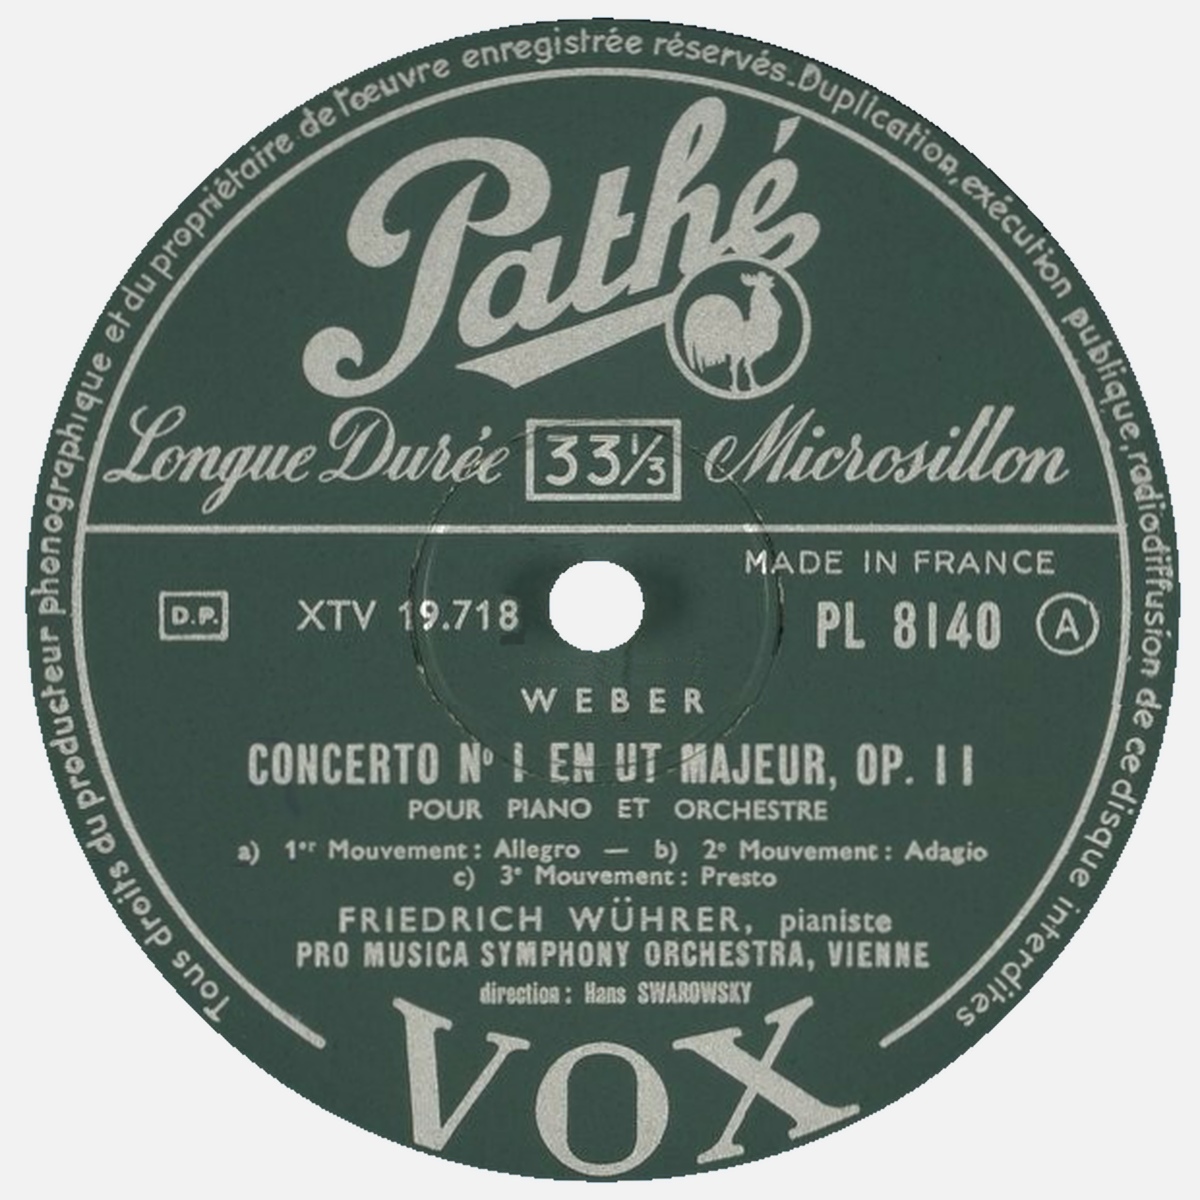 Tous droits du producteur phonographique et du propriétaire de l'œuvre enregistrée réservés. Duplication, exécution publique, radiodiffusion de ce disque interdites
Pathé
Longue Durée 33 1/3 Microsillon
MADE IN FRANCE
D.P. XTV 19.718 PL 8140 A
WEBER
CONCERTO Nº 1 EN UT MAJEUR, OP. 11
POUR PIANO ET ORCHESTRE
a) 1er Mouvement : Allegro — b) 2e Mouvement : Adagio
c) 3e Mouvement : Presto
FRIEDRICH WÜHRER, pianiste
PRO MUSICA SYMPHONY ORCHESTRA, VIENNE
direction : Hans SWAROWSKY
VOX